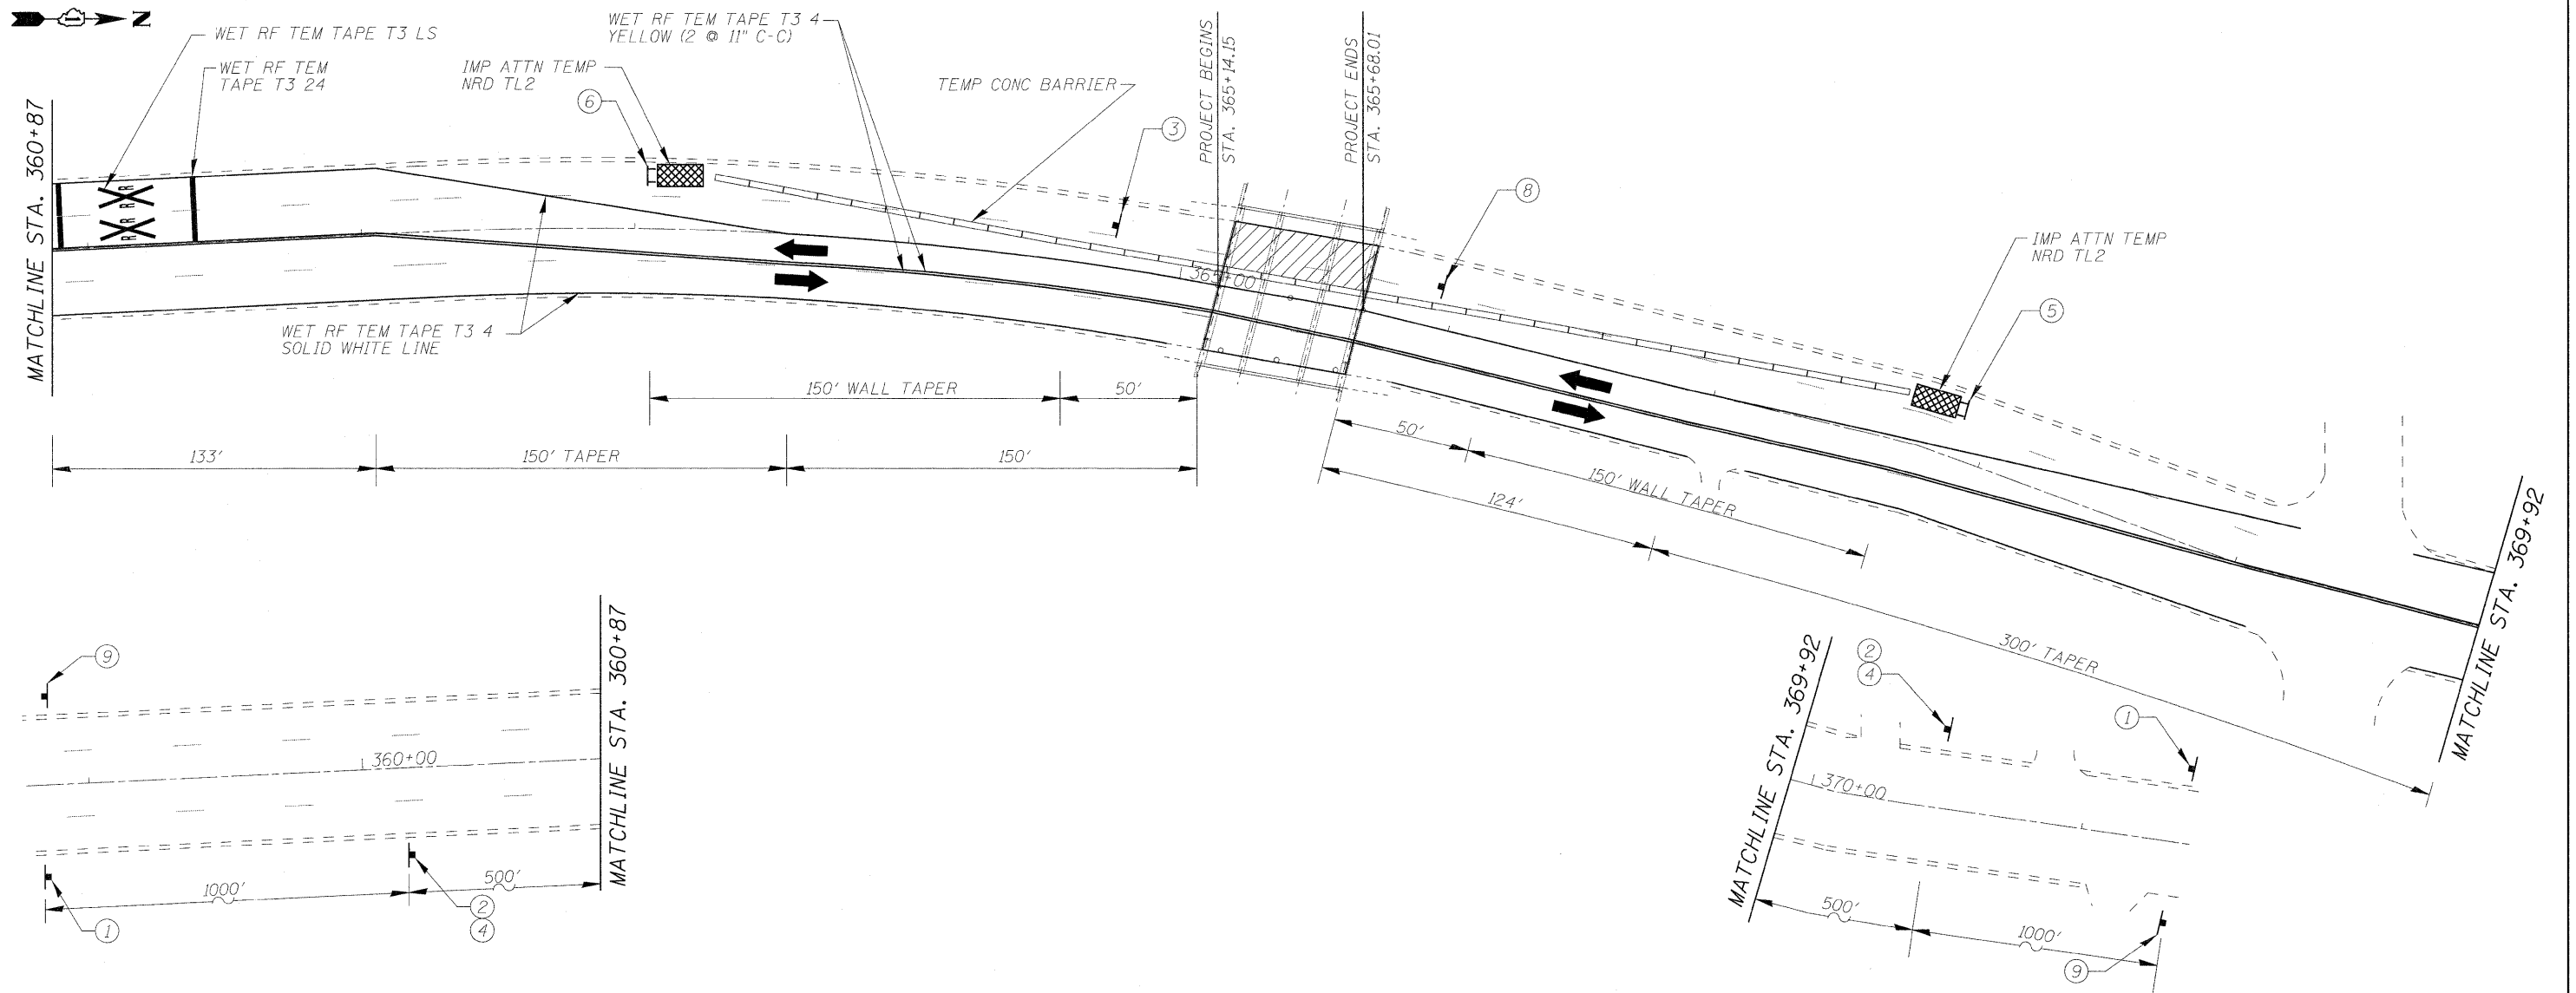 N
WET RF TEM TAPE T3 LS
WET RF TEM
TAPE T3 24
IMP ATTN TEMP
NRD TL2
6
WET RF TEM TAPE T3 4
YELLOW (2 @ 11" C-C)
TEMP CONC BARRIER
3
PROJECT BEGINS
STA. 365+14.15
PROJECT ENDS
STA. 365+68.01
8
IMP ATTN TEMP
NRD TL2
5
MATCHLINE STA. 360+87
R R
R R
365+00
WET RF TEM TAPE T3 4
SOLID WHITE LINE
150' WALL TAPER
50'
133'
150' TAPER
150'
50'
150' WALL TAPER
124'
300' TAPER
MATCHLINE STA. 369+92
9
360+00
MATCHLINE STA. 360+87
1000'
500'
1
2
4
MATCHLINE STA. 369+92
2
4
1
370+00
500'
1000'
9